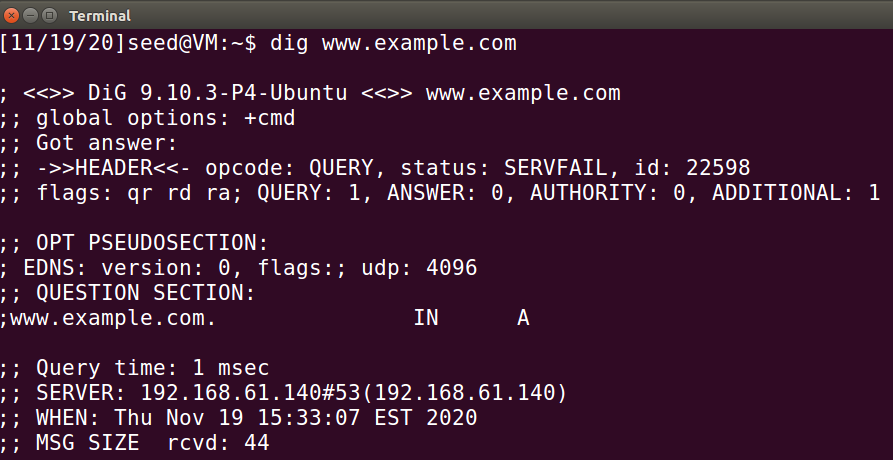 Terminal
[11/19/20]seed@VM:~$ dig www.example.com
; <<>> DiG 9.10.3-P4-Ubuntu <<>> www.example.com
;; global options: +cmd
;; Got answer:
;; ->>HEADER<<- opcode: QUERY, status: SERVFAIL, id: 22598
;; flags: qr rd ra; QUERY: 1, ANSWER: 0, AUTHORITY: 0, ADDITIONAL: 1
;; OPT PSEUDOSECTION:
; EDNS: version: 0, flags:; udp: 4096
;; QUESTION SECTION:
;www.example.com. IN A
;; Query time: 1 msec
;; SERVER: 192.168.61.140#53(192.168.61.140)
;; WHEN: Thu Nov 19 15:33:07 EST 2020
;; MSG SIZE rcvd: 44